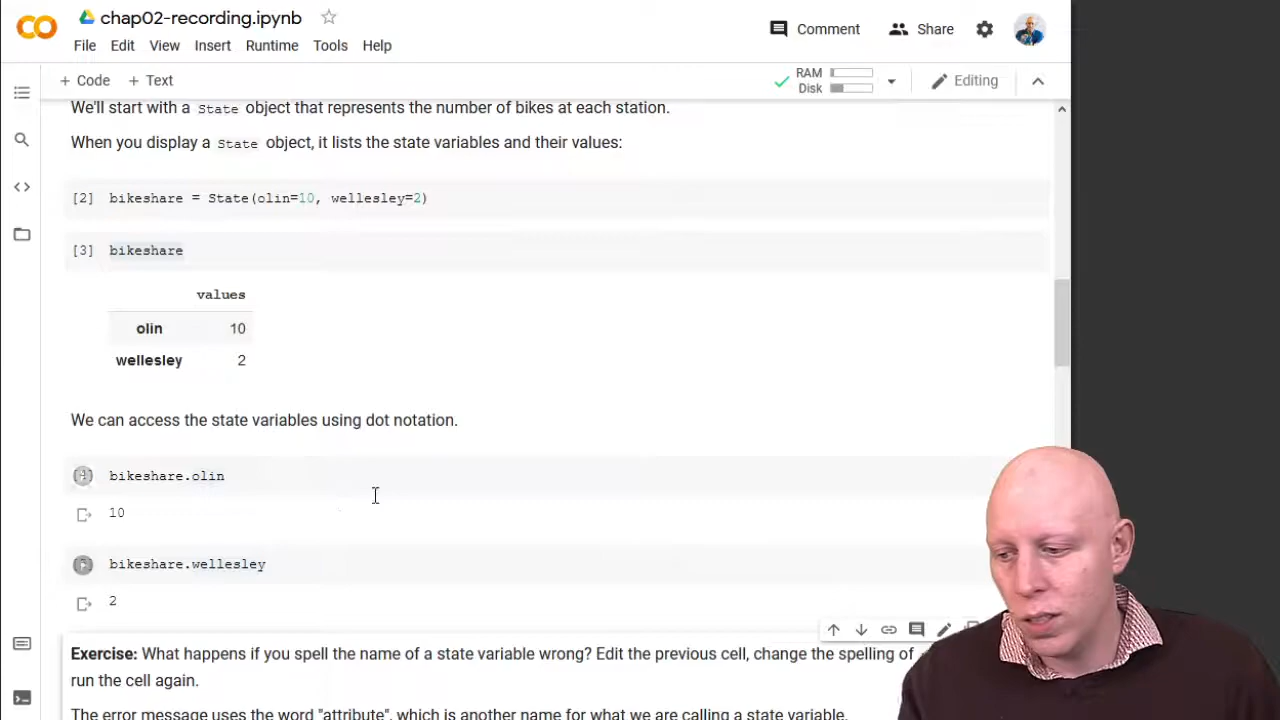 chap02-recording.ipynb
File Edit View Insert Runtime Tools Help
Comment Share
+ Code + Text
RAM
Disk
Editing
We'll start with a State object that represents the number of bikes at each station.
When you display a State object, it lists the state variables and their values:
[2] bikeshare = State(olin=10, wellesley=2)
[3] bikeshare
values
olin 10
wellesley 2
We can access the state variables using dot notation.
bikeshare.olin
10
bikeshare.wellesley
2
Exercise: What happens if you spell the name of a state variable wrong? Edit the previous cell, change the spelling of
run the cell again.
The error message uses the word "attribute", which is another name for what we are calling a state variable.